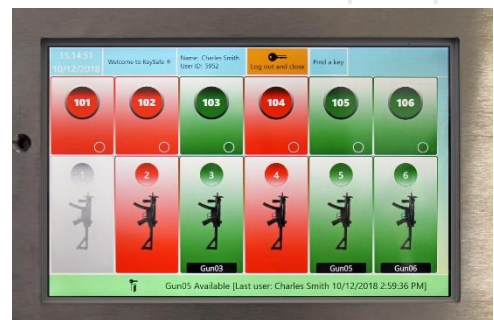 15:14:51
10/12/2018
Welcome to KeySafe
Name: Charles Smith
User ID: 5952
Log out and close
Find a key
101
102
103
104
105
106
1
2
3
4
5
6
Gun03
Gun05
Gun06
Gun05 Available [Last user: Charles Smith 10/12/2018 2:59:36 PM]